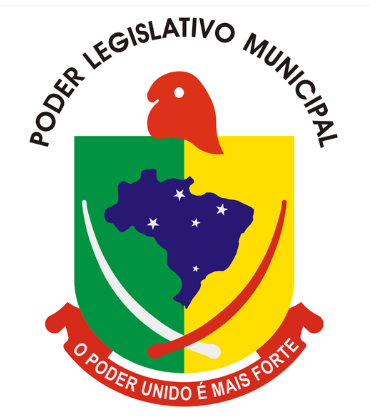 PODER LEGISLATIVO MUNICIPAL
O PODER UNIDO É MAIS FORTE